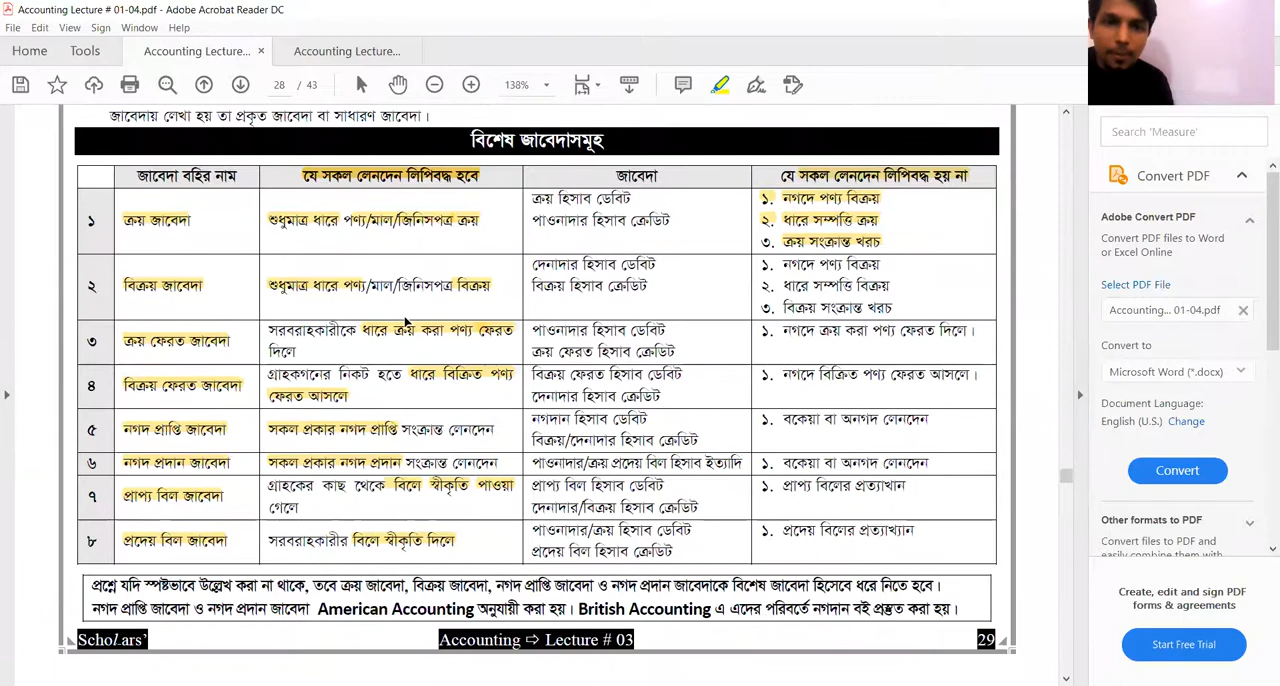 Accounting Lecture # 01-04.pdf - Adobe Acrobat Reader DC
File Edit View Sign Window Help
Home Tools Accounting Lecture... × Accounting Lecture...
28 / 43 138%
জাবেদায় লেখা হয় তা প্রকৃত জাবেদা বা সাধারণ জাবেদা।
বিশেষ জাবেদাসমূহ
জাবেদা বহির নাম যে সকল লেনদেন লিপিবদ্ধ হবে জাবেদা যে সকল লেনদেন লিপিবদ্ধ হয় না
১ ক্রয় জাবেদা শুধুমাত্র ধারে পণ্য/মাল/জিনিসপত্র ক্রয় ক্রয় হিসাব ডেবিট
পাওনাদার হিসাব ক্রেডিট
১. নগদে পণ্য বিক্রয়
২. ধারে সম্পত্তি ক্রয়
৩. ক্রয় সংক্রান্ত খরচ
২ বিক্রয় জাবেদা শুধুমাত্র ধারে পণ্য/মাল/জিনিসপত্র বিক্রয় দেনাদার হিসাব ডেবিট
বিক্রয় হিসাব ক্রেডিট
১. নগদে পণ্য বিক্রয়
২. ধারে সম্পত্তি বিক্রয়
৩. বিক্রয় সংক্রান্ত খরচ
৩ ক্রয় ফেরত জাবেদা সরবরাহকারীকে ধারে ক্রয় করা পণ্য ফেরত
দিলে
পাওনাদার হিসাব ডেবিট
ক্রয় ফেরত হিসাব ক্রেডিট
১. নগদে ক্রয় করা পণ্য ফেরত দিলে।
৪ বিক্রয় ফেরত জাবেদা গ্রাহকগনের নিকট হতে ধারে বিক্রিত পণ্য
ফেরত আসলে
বিক্রয় ফেরত হিসাব ডেবিট
দেনাদার হিসাব ক্রেডিট
১. নগদে বিক্রিত পণ্য ফেরত আসলে।
৫ নগদ প্রাপ্তি জাবেদা সকল প্রকার নগদ প্রাপ্তি সংক্রান্ত লেনদেন নগদান হিসাব ডেবিট
বিক্রয়/দেনাদার হিসাব ক্রেডিট
১. বকেয়া বা অনগদ লেনদেন
৬ নগদ প্রদান জাবেদা সকল প্রকার নগদ প্রদান সংক্রান্ত লেনদেন পাওনাদার/ক্রয় প্রদেয় বিল হিসাব ইত্যাদি ১. বকেয়া বা অনগদ লেনদেন
৭ প্রাপ্য বিল জাবেদা গ্রাহকের কাছ থেকে বিলে স্বীকৃতি পাওয়া
গেলে
প্রাপ্য বিল হিসাব ডেবিট
দেনাদার/বিক্রয় হিসাব ক্রেডিট
১. প্রাপ্য বিলের প্রত্যাখান
৮ প্রদেয় বিল জাবেদা সরবরাহকারীর বিলে স্বীকৃতি দিলে পাওনাদার/ক্রয় হিসাব ডেবিট
প্রদেয় বিল হিসাব ক্রেডিট
১. প্রদেয় বিলের প্রত্যাখ্যান
প্রশ্নে যদি স্পষ্টভাবে উল্লেখ করা না থাকে, তবে ক্রয় জাবেদা, বিক্রয় জাবেদা, নগদ প্রাপ্তি জাবেদা ও নগদ প্রদান জাবেদাকে বিশেষ জাবেদা হিসেবে ধরে নিতে হবে।
নগদ প্রাপ্তি জাবেদা ও নগদ প্রদান জাবেদা American Accounting অনুযায়ী করা হয়। British Accounting এ এদের পরিবর্তে নগদান বই প্রস্তুত করা হয়।
Scholars' Accounting ⇨ Lecture # 03 29
Search 'Measure'
Convert PDF
Adobe Convert PDF
Convert PDF files to Word
or Excel Online
Select PDF File
Accounting... 01-04.pdf
Convert to
Microsoft Word (*.docx)
Document Language:
English (U.S.) Change
Convert
Other formats to PDF
Convert files to PDF and
easily combine them with
Create, edit and sign PDF
forms & agreements
Start Free Trial